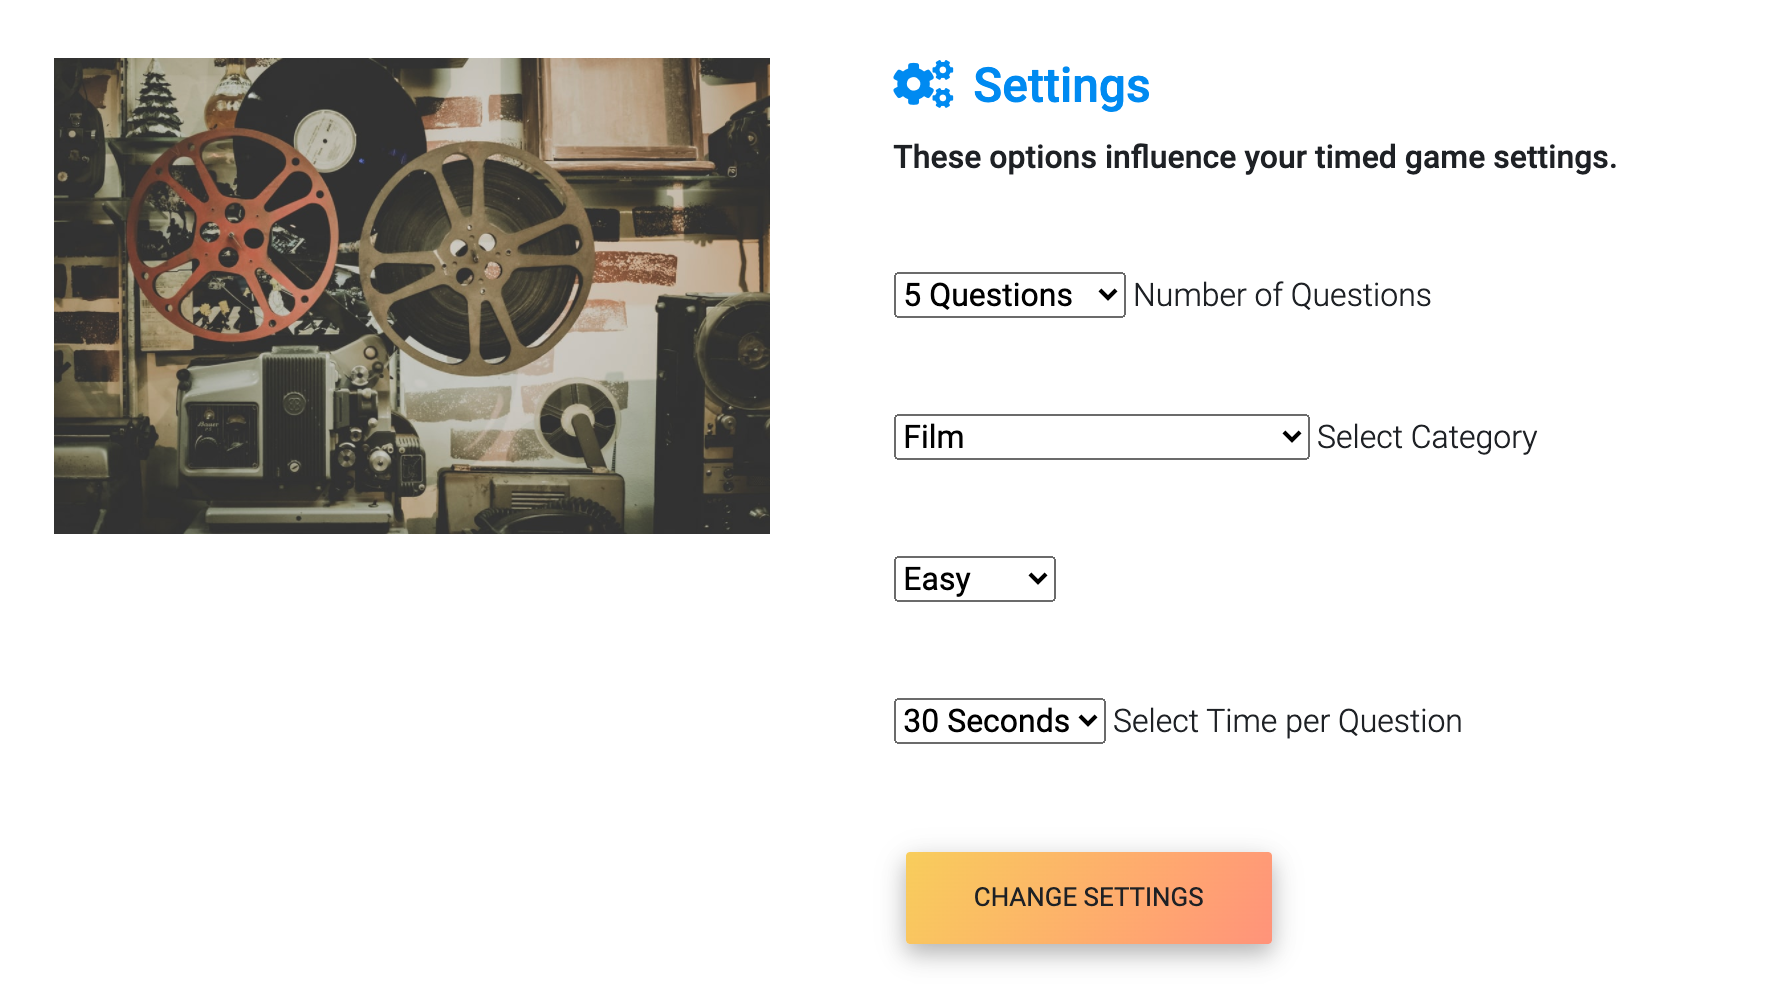 Settings
These options influence your timed game settings.
5 Questions Number of Questions
Film Select Category
Easy
30 Seconds Select Time per Question
CHANGE SETTINGS